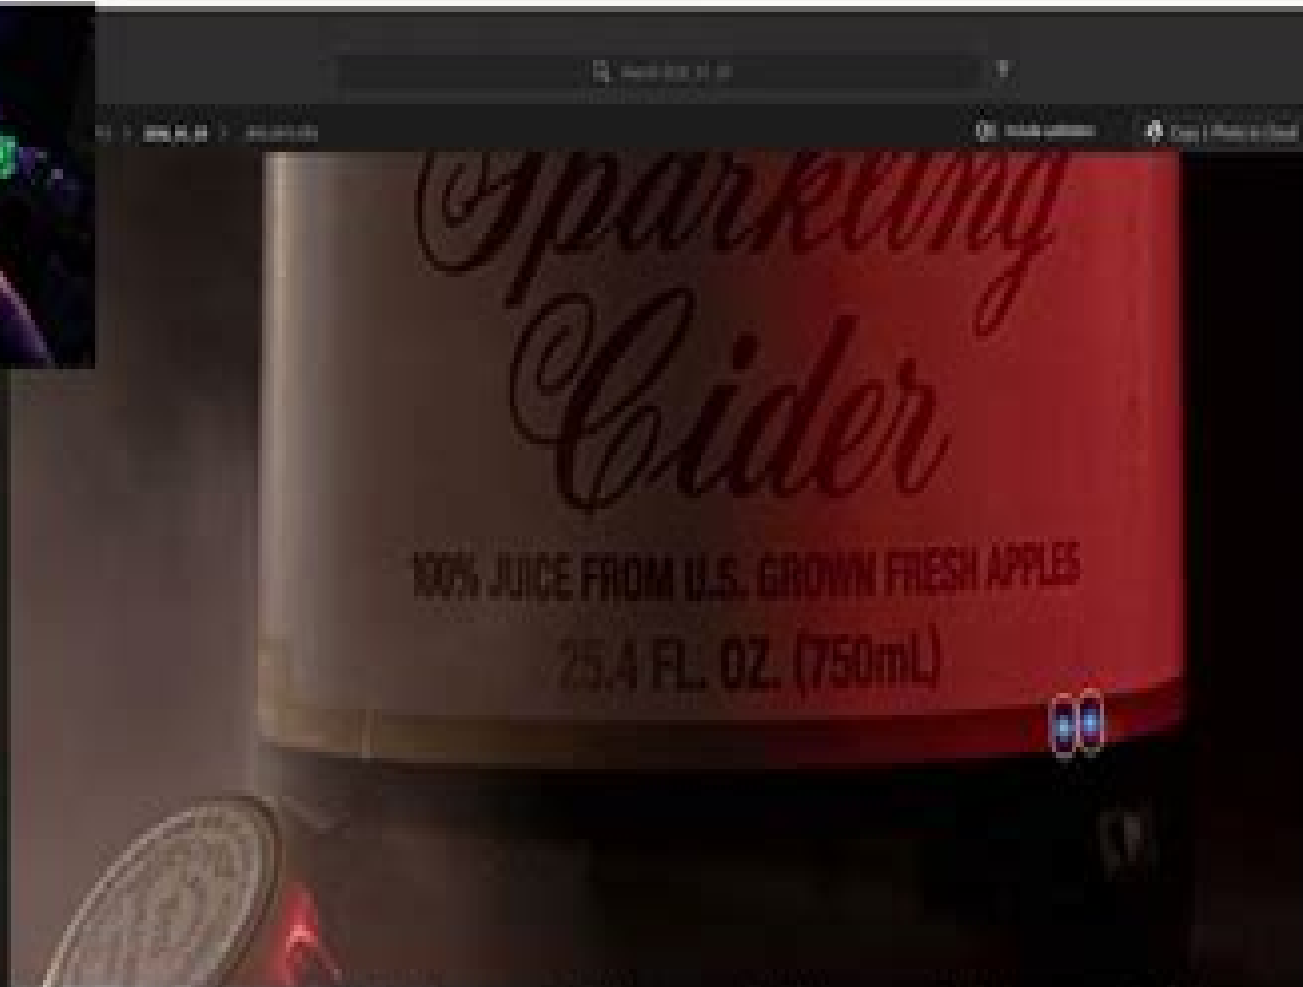 Sparkling
Cider
100% JUICE FROM U.S. GROWN FRESH APPLES
25.4 FL. OZ. (750mL)